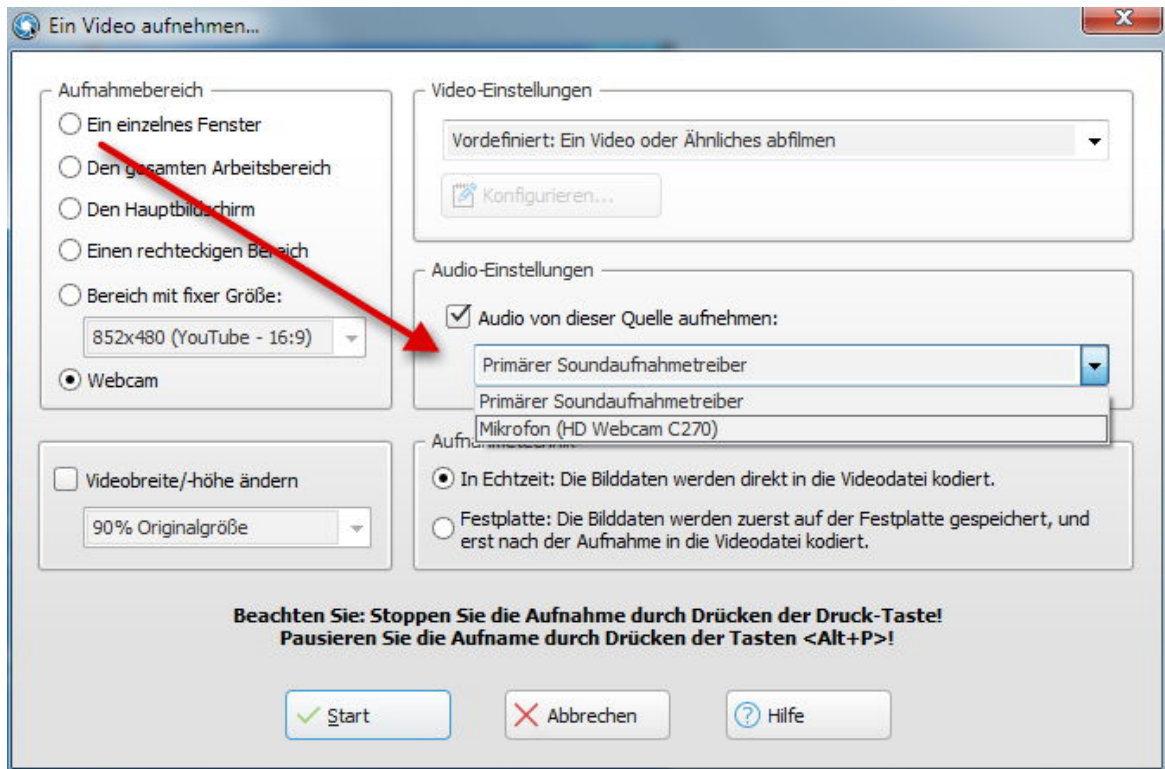 Ein Video aufnehmen...
Aufnahmebereich
Ein einzelnes Fenster
Den gesamten Arbeitsbereich
Den Hauptbildschirm
Einen rechteckigen Bereich
Bereich mit fixer Größe:
852x480 (YouTube - 16:9)
Webcam
Videobreite/-höhe ändern
90% Originalgröße
Video-Einstellungen
Vordefiniert: Ein Video oder Ähnliches abfilmen
Konfigurieren...
Audio-Einstellungen
Audio von dieser Quelle aufnehmen:
Primärer Soundaufnahmetreiber
Primärer Soundaufnahmetreiber
Mikrofon (HD Webcam C270)
Aufnahmetechnik
In Echtzeit: Die Bilddaten werden direkt in die Videodatei kodiert.
Festplatte: Die Bilddaten werden zuerst auf der Festplatte gespeichert, und
erst nach der Aufnahme in die Videodatei kodiert.
Beachten Sie: Stoppen Sie die Aufnahme durch Drücken der Druck-Taste!
Pausieren Sie die Aufname durch Drücken der Tasten <Alt+P>!
Start
Abbrechen
Hilfe